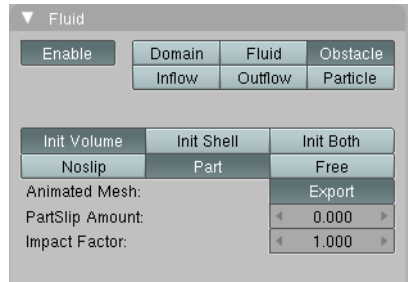 Fluid
Enable Domain Fluid Obstacle
Inflow Outflow Particle
Init Volume Init Shell Init Both
Noslip Part Free
Animated Mesh: Export
PartSlip Amount: 0.000
Impact Factor: 1.000